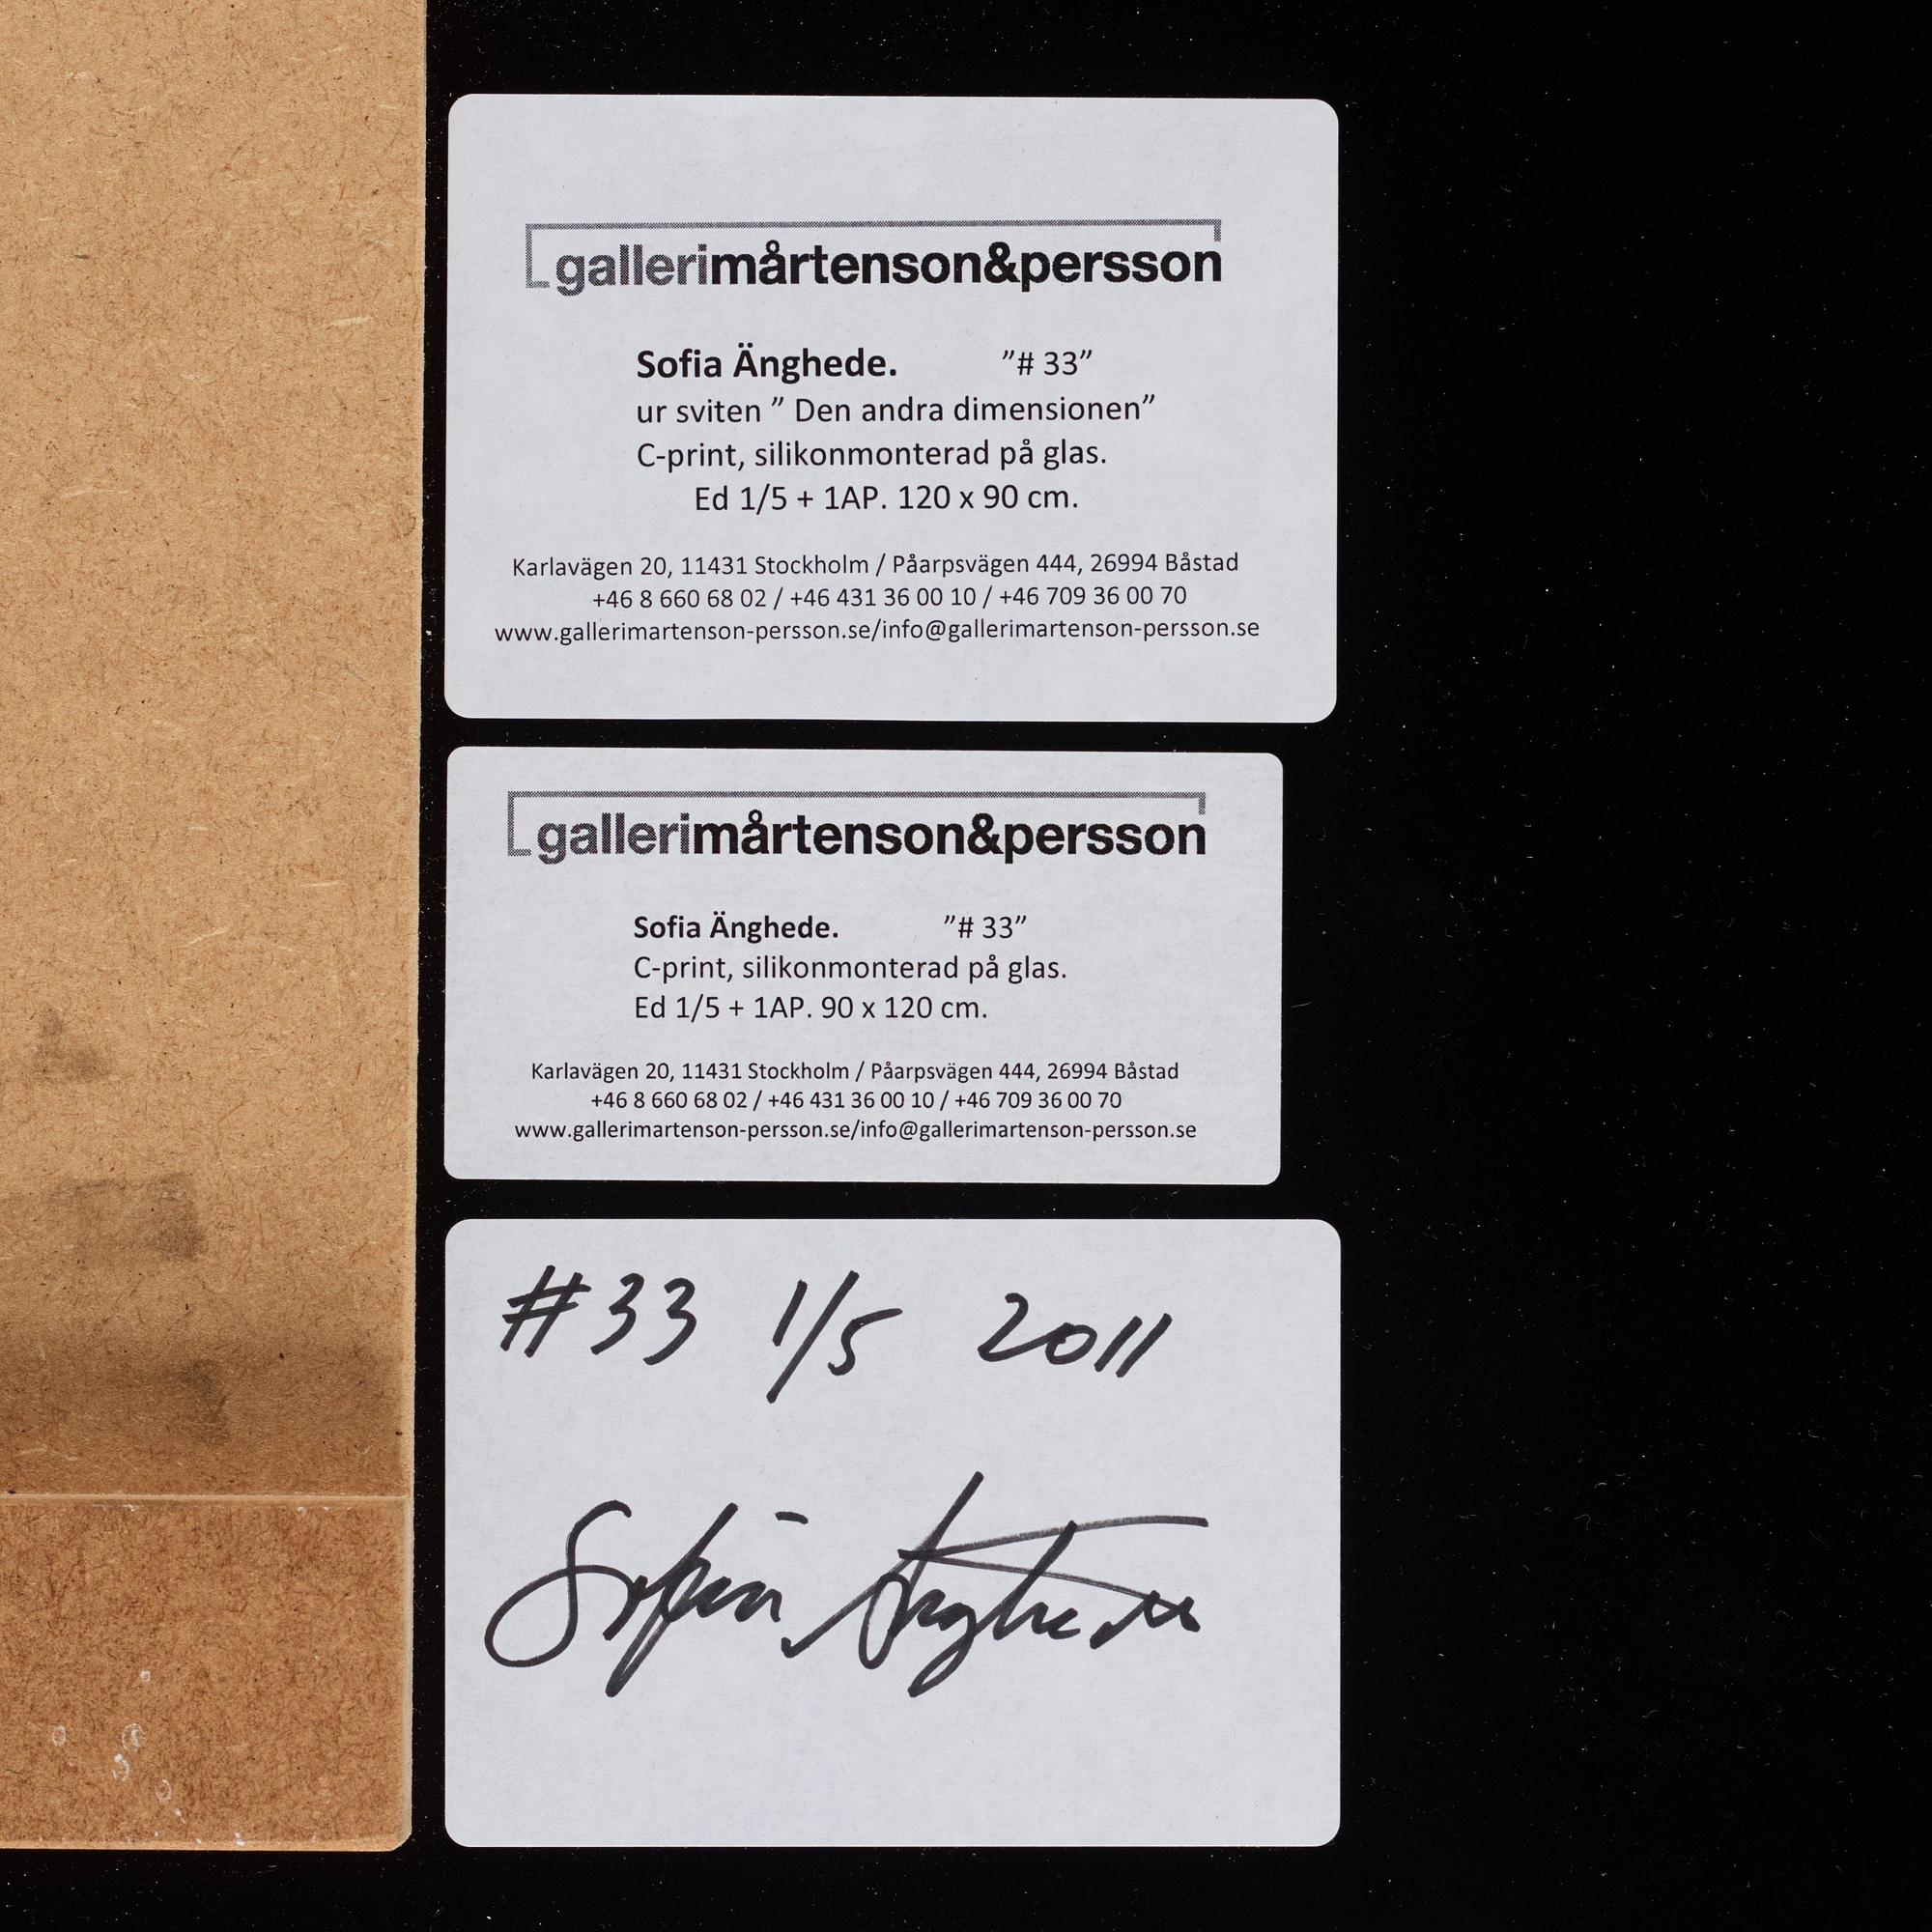 gallerimårtenson&persson
Sofia Änghede. ”# 33”
ur sviten ” Den andra dimensionen”
C-print, silikonmonterad på glas.
Ed 1/5 + 1AP. 120 x 90 cm.
Karlavägen 20, 11431 Stockholm / Påarpsvägen 444, 26994 Båstad
+46 8 660 68 02 / +46 431 36 00 10 / +46 709 36 00 70
www.gallerimartenson-persson.se/info@gallerimartenson-persson.se
gallerimårtenson&persson
Sofia Änghede. ”# 33”
C-print, silikonmonterad på glas.
Ed 1/5 + 1AP. 90 x 120 cm.
Karlavägen 20, 11431 Stockholm / Påarpsvägen 444, 26994 Båstad
+46 8 660 68 02 / +46 431 36 00 10 / +46 709 36 00 70
www.gallerimartenson-persson.se/info@gallerimartenson-persson.se
#33 1/5 2011
Sofia Änghede